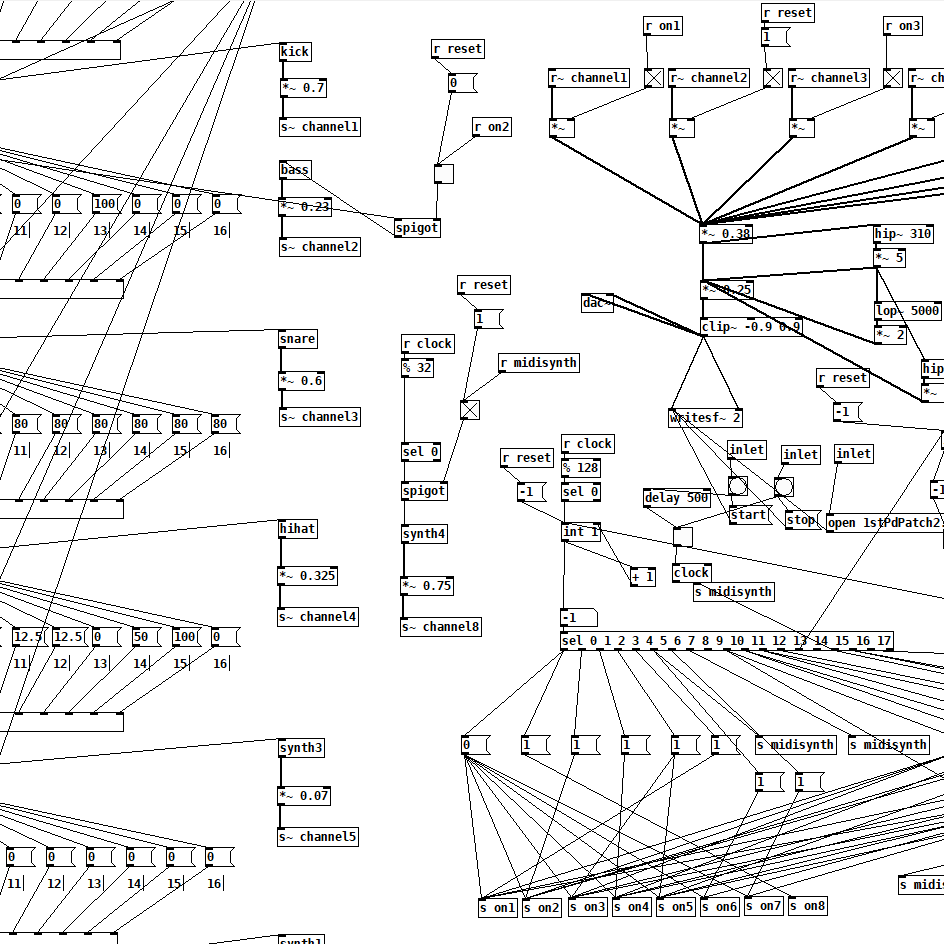 r reset
r on1
1
r on3
kick
r reset
r~ channel1
r~ channel2
r~ channel3
r~ ch
*~ 0.7
0
s~ channel1
r on2
*~
*~
*~
*~
bass
0 0 100 0 0 0
*~ 0.23
11 12 13 14 15 16
spigot
*~ 0.38
hip~ 310
s~ channel2
*~ 5
r reset
*~ 0.25
dac~
1
lop~ 5000
clip~ -0.9 0.9
snare
r clock
*~ 2
% 32
r midisynth
hip
*~ 0.6
r reset
*~
80 80 80 80 80 80
s~ channel3
-1
writesf~ 2
11 12 13 14 15 16
sel 0
r clock
inlet
inlet
inlet
r reset
% 128
spigot
-1
sel 0
delay 500
-1
start
stop
open 1stPdPatch2
hihat
synth4
int 1
*~ 0.325
+ 1
clock
*~ 0.75
s midisynth
s~ channel4
-1
s~ channel8
12.5 12.5 0 50 100 0
sel 0 1 2 3 4 5 6 7 8 9 10 11 12 13 14 15 16 17
11 12 13 14 15 16
synth3
0 1 1 1 1 1
s midisynth
s midisynth
1 1
*~ 0.07
s~ channel5
0 0 0 0 0 0
11 12 13 14 15 16
s midis
s on1 s on2 s on3 s on4 s on5 s on6 s on7 s on8
synth1